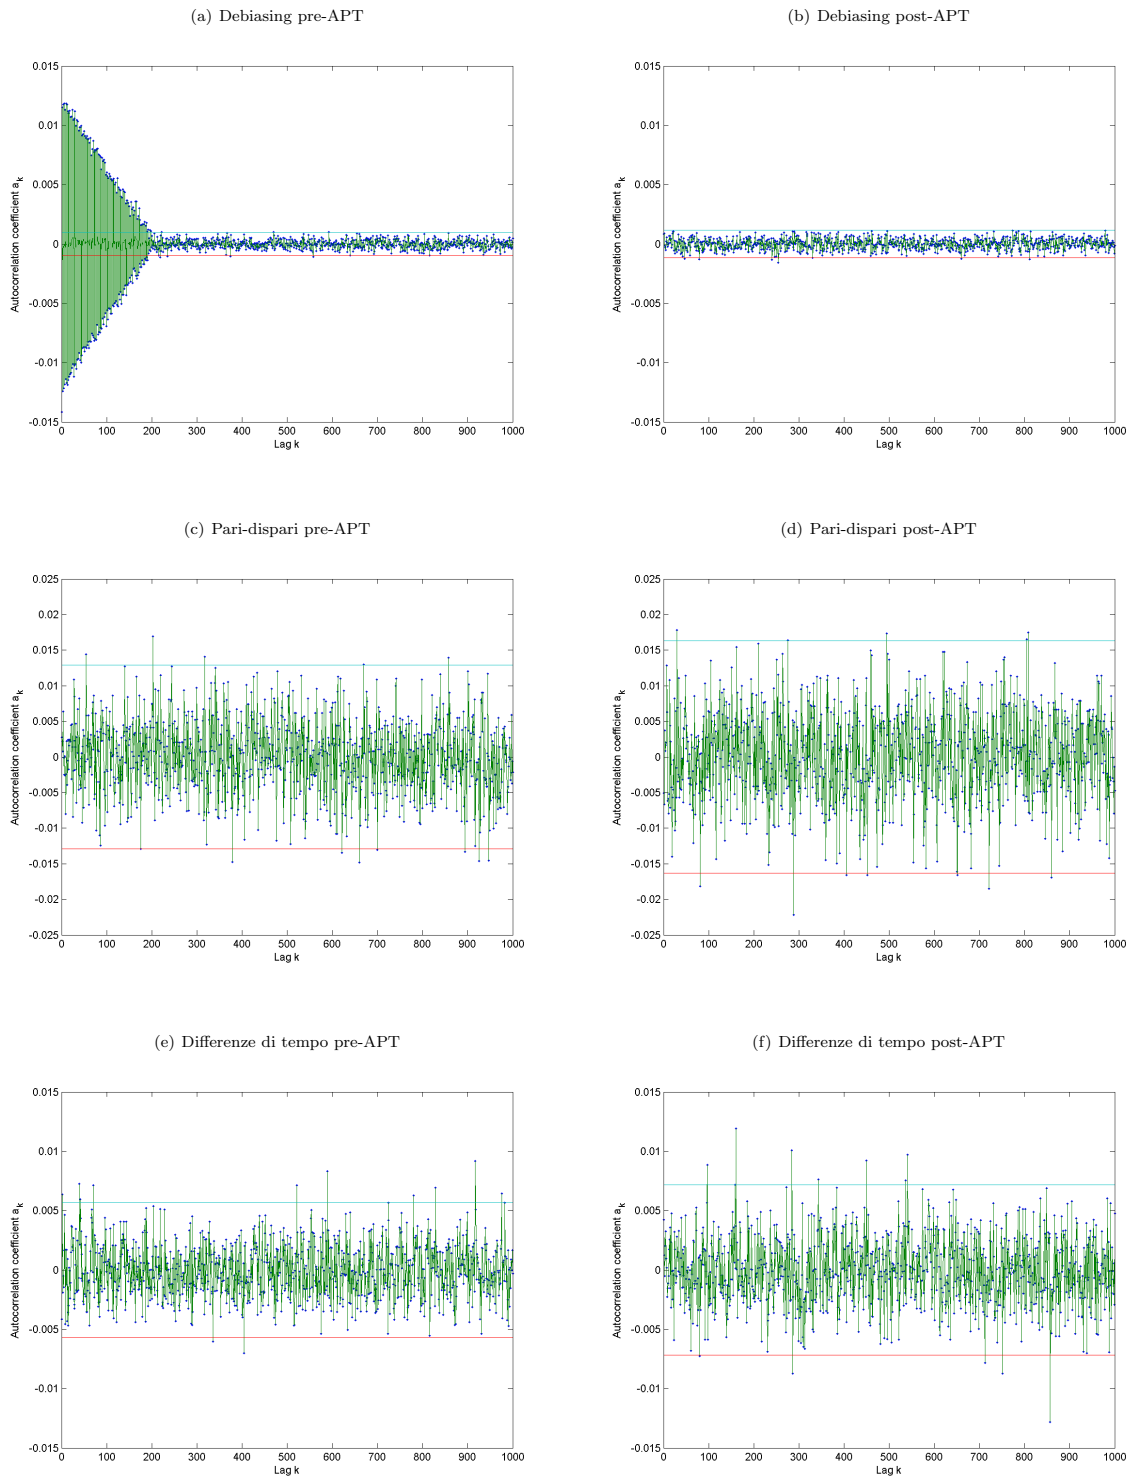 (a) Debiasing pre-APT
(b) Debiasing post-APT
0.015
0.01
0.005
0
-0.005
-0.01
-0.015
Autocorrelation coefficient a_k
0 100 200 300 400 500 600 700 800 900 1000
Lag k
0.015
0.01
0.005
0
-0.005
-0.01
-0.015
Autocorrelation coefficient a_k
0 100 200 300 400 500 600 700 800 900 1000
Lag k
(c) Pari-dispari pre-APT
(d) Pari-dispari post-APT
0.025
0.02
0.015
0.01
0.005
0
-0.005
-0.01
-0.015
-0.02
-0.025
Autocorrelation coefficient a_k
0 100 200 300 400 500 600 700 800 900 1000
Lag k
0.025
0.02
0.015
0.01
0.005
0
-0.005
-0.01
-0.015
-0.02
-0.025
Autocorrelation coefficient a_k
0 100 200 300 400 500 600 700 800 900 1000
Lag k
(e) Differenze di tempo pre-APT
(f) Differenze di tempo post-APT
0.015
0.01
0.005
0
-0.005
-0.01
-0.015
Autocorrelation coefficient a_k
0 100 200 300 400 500 600 700 800 900 1000
Lag k
0.015
0.01
0.005
0
-0.005
-0.01
-0.015
Autocorrelation coefficient a_k
0 100 200 300 400 500 600 700 800 900 1000
Lag k